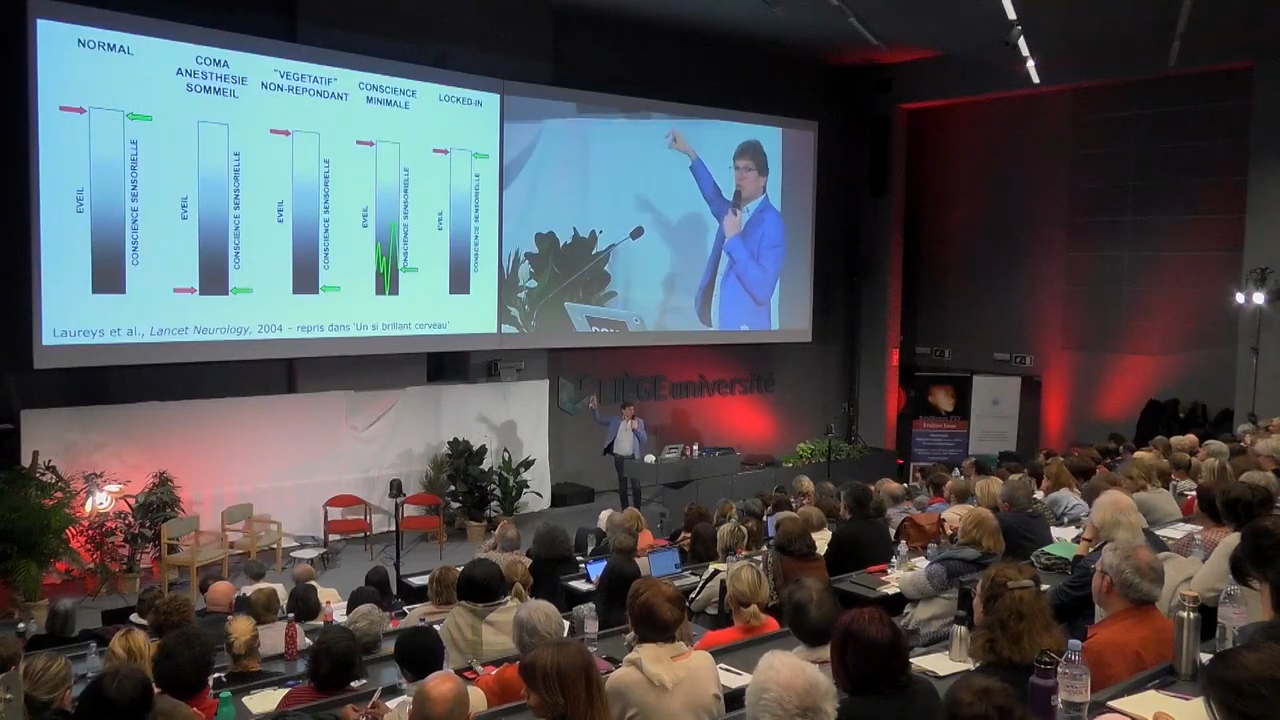 NORMAL
COMA
ANESTHESIE
SOMMEIL
"VEGETATIF"
NON-REPONDANT
CONSCIENCE
MINIMALE
LOCKED-IN
EVEIL
CONSCIENCE SENSORIELLE
EVEIL
CONSCIENCE SENSORIELLE
EVEIL
CONSCIENCE SENSORIELLE
EVEIL
CONSCIENCE SENSORIELLE
EVEIL
CONSCIENCE SENSORIELLE
Laureys et al., Lancet Neurology, 2004 – repris dans 'Un si brillant cerveau'
LIÈGE université